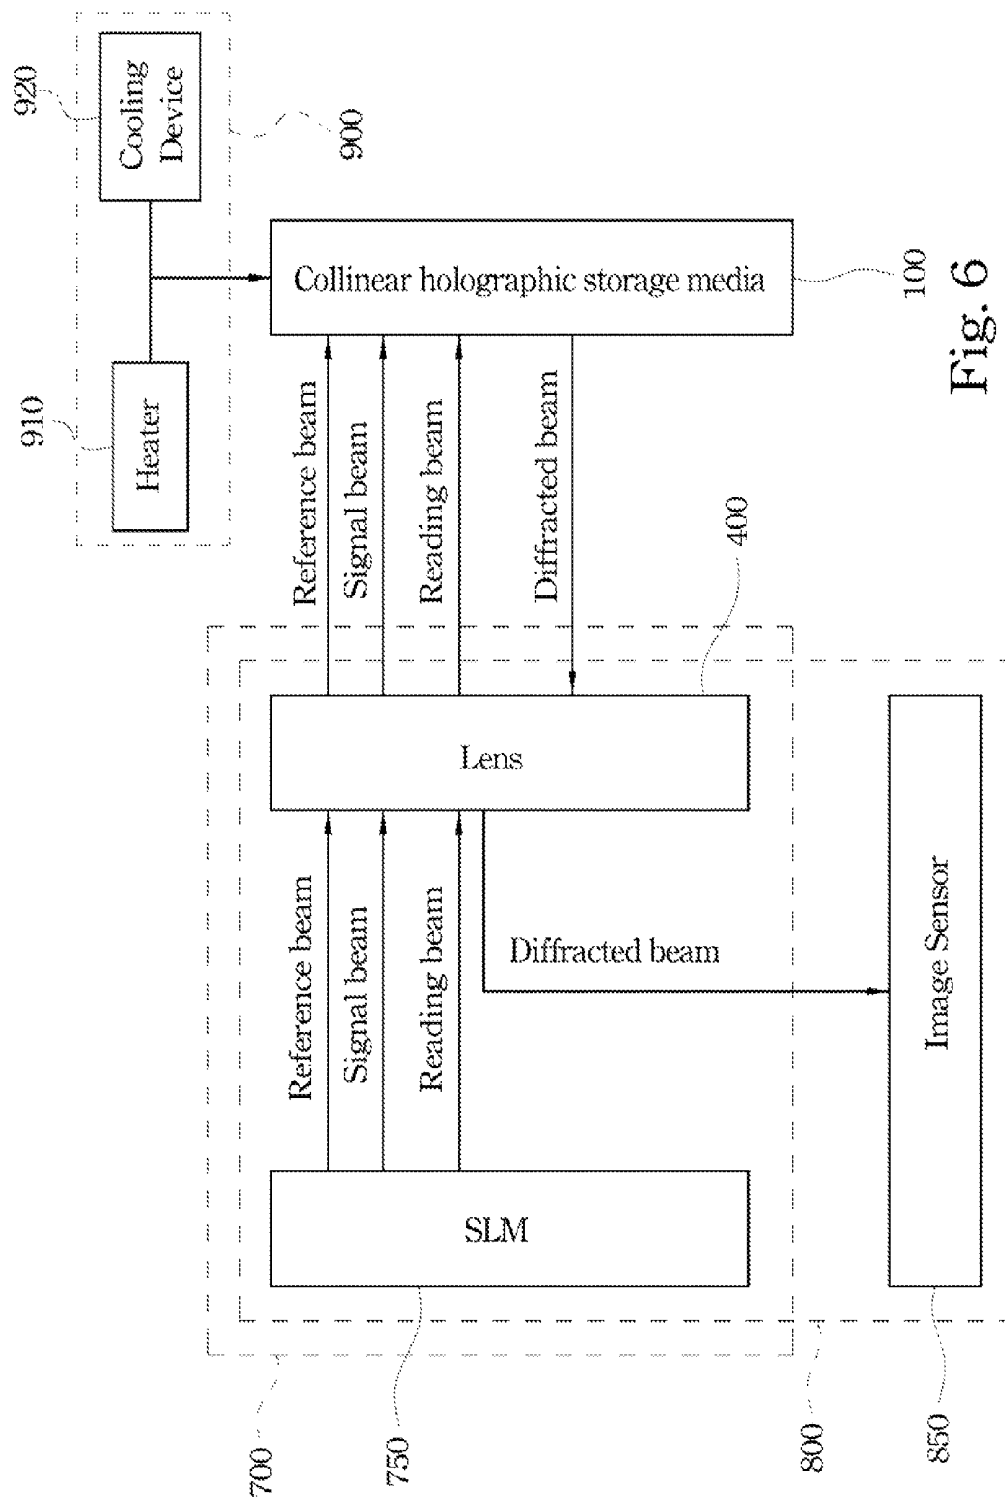 920
Cooling
Device
900
910
Heater
Collinear holographic storage media
100
Reference beam
Signal beam
Reading beam
Diffracted beam
400
Lens
Reference beam
Signal beam
Reading beam
Diffracted beam
Image Sensor
SLM
700
750
800
850
Fig. 6